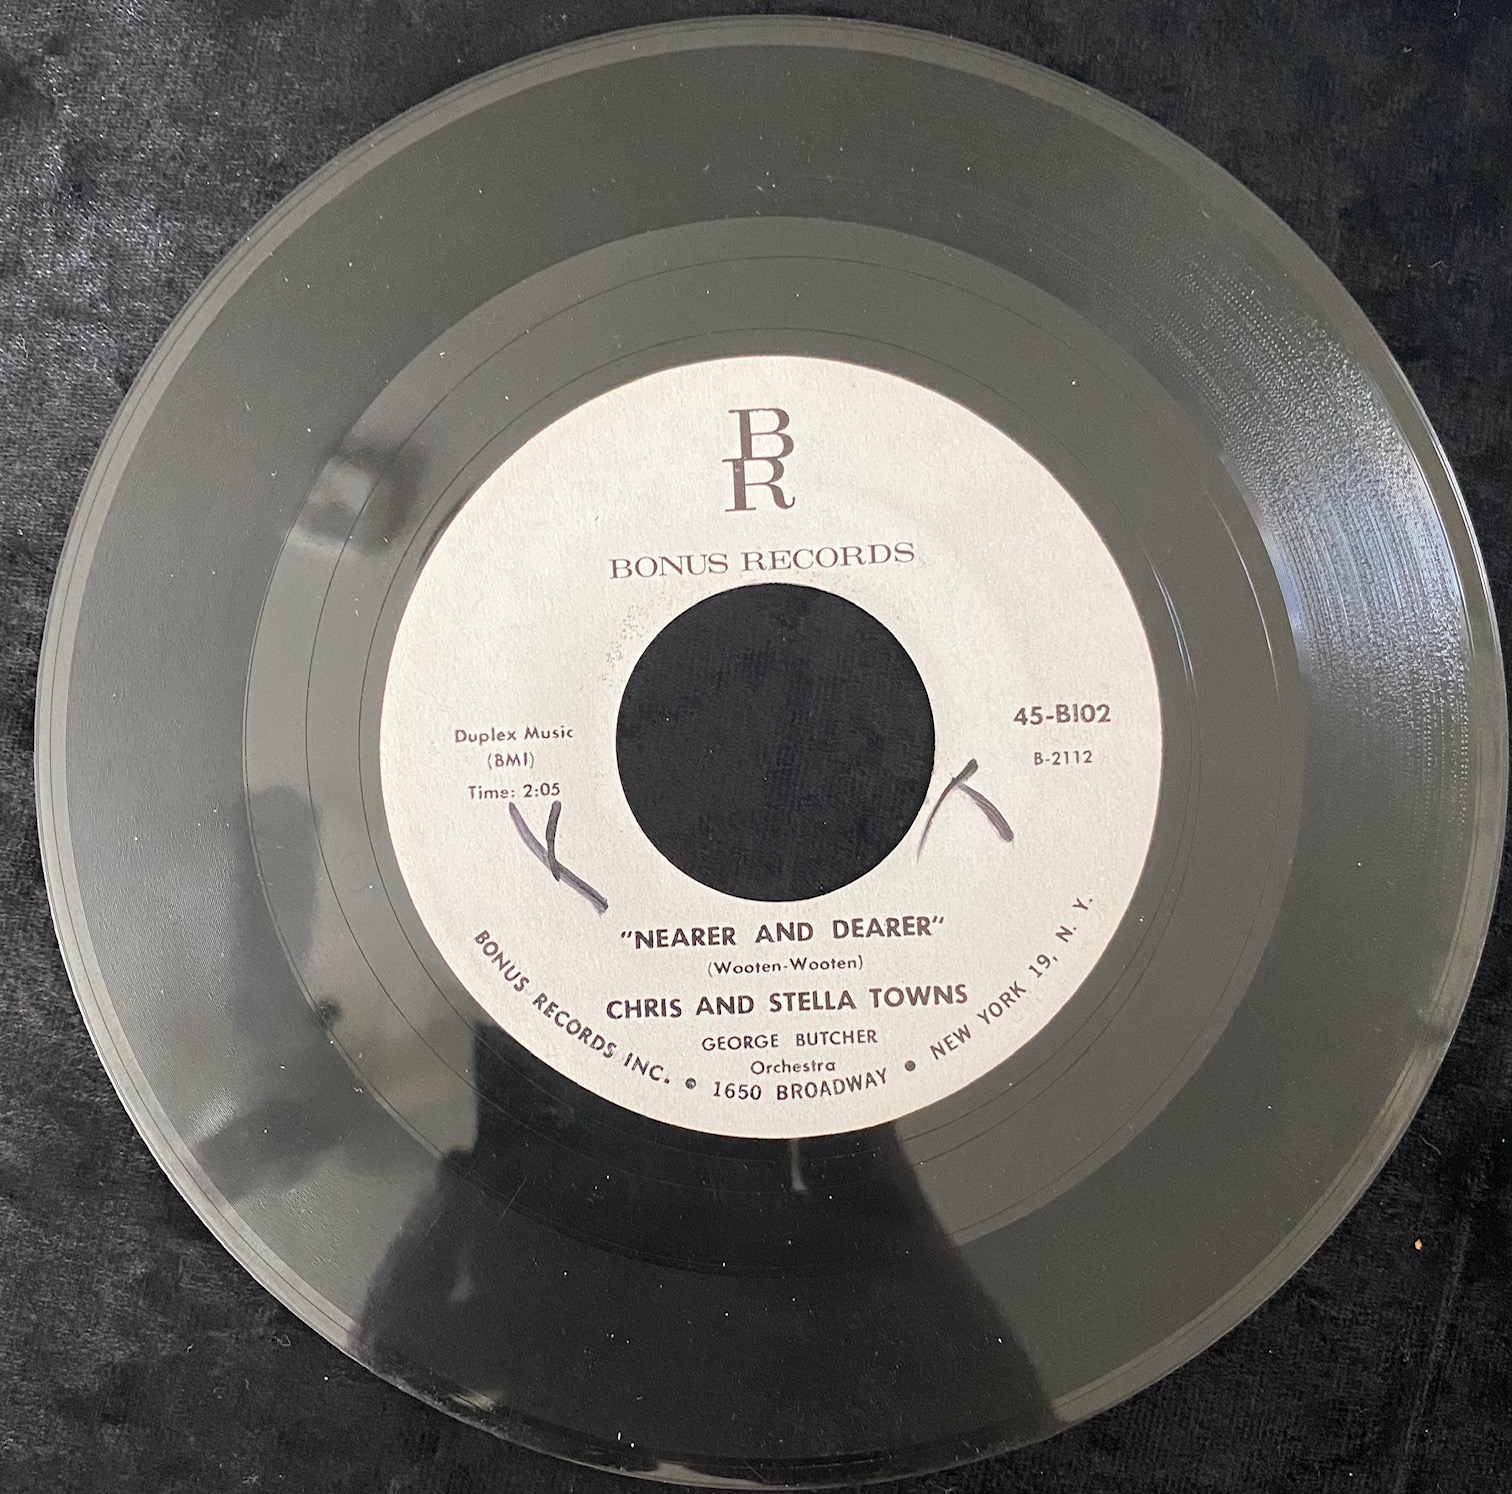 B
R
BONUS RECORDS
Duplex Music
(BMI)
Time: 2:05
45-B102
B-2112
"NEARER AND DEARER"
(Wooten-Wooten)
CHRIS AND STELLA TOWNS
GEORGE BUTCHER
Orchestra
BONUS RECORDS INC. • 1650 BROADWAY • NEW YORK 19, N. Y.